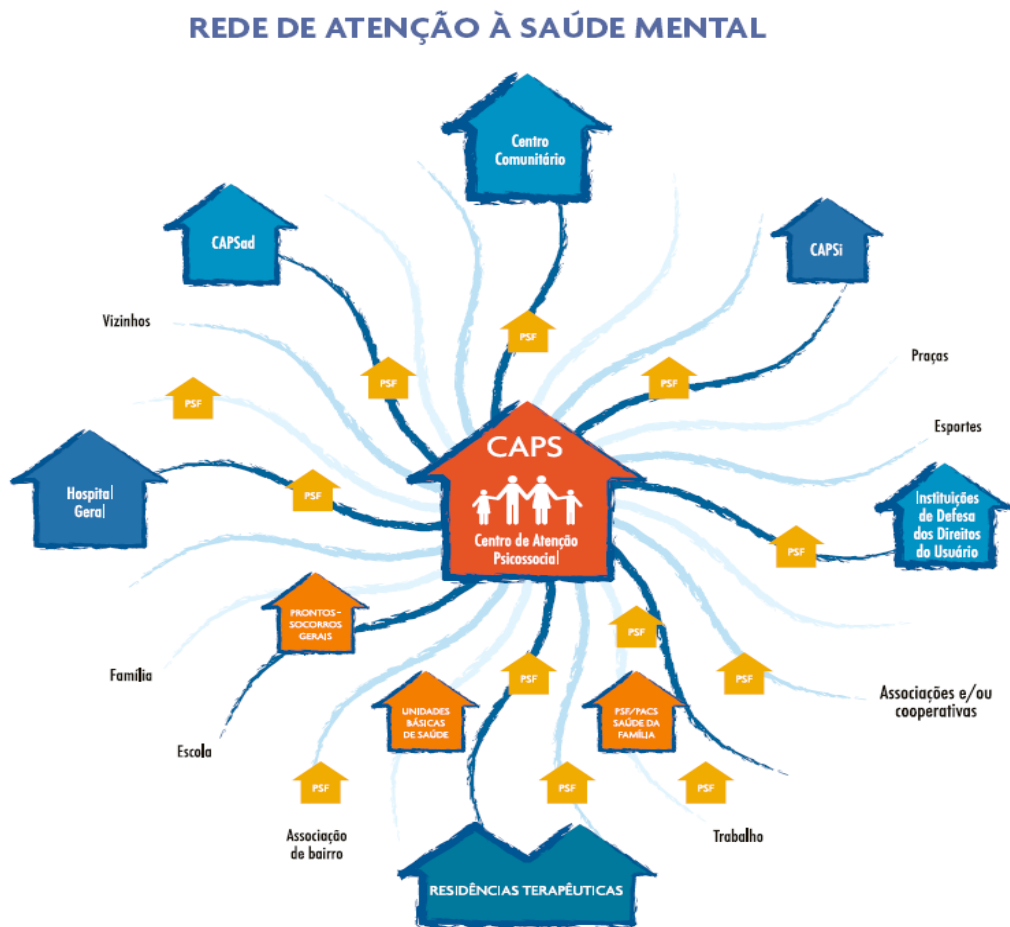 REDE DE ATENÇÃO À SAÚDE MENTAL
Centro
Comunitário
CAPSad
CAPSi
Vizinhos
PSF
PSF
PSF
Praças
PSF
Esportes
CAPS
Centro de Atenção
Psicossocial
Hospital
Geral
PSF
Instituições
de Defesa
dos Direitos
do Usuário
PSF
PRONTOS-
SOCORROS
GERAIS
PSF
Família
PSF
PSF
Associações e/ou
cooperativas
UNIDADES
BÁSICAS
DE SAÚDE
PSF/PACS
SAÚDE DA
FAMÍLIA
Escola
PSF
PSF
PSF
Associação
de bairro
Trabalho
RESIDÊNCIAS TERAPÊUTICAS